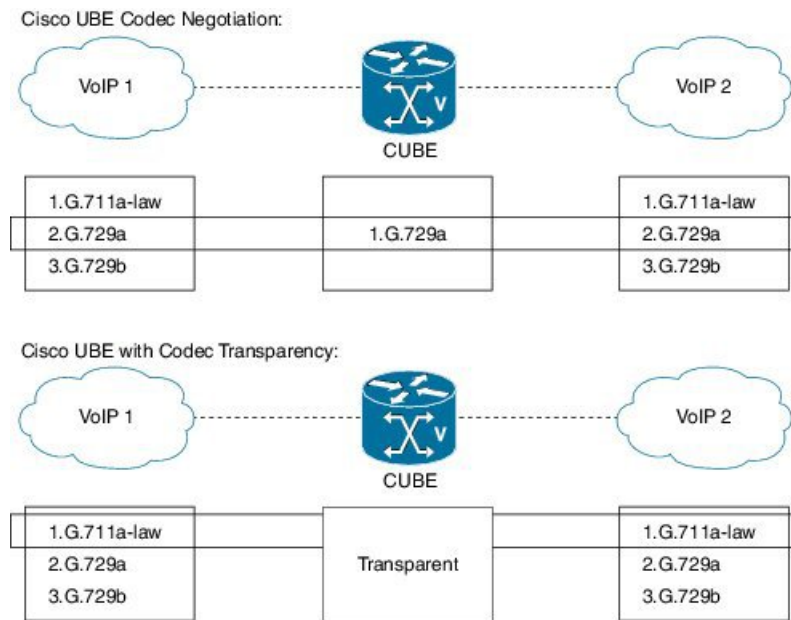 Cisco UBE Codec Negotiation:
VoIP 1
V
VoIP 2
CUBE
1.G.711a-law
2.G.729a
3.G.729b
1.G.729a
1.G.711a-law
2.G.729a
3.G.729b
Cisco UBE with Codec Transparency:
VoIP 1
V
VoIP 2
CUBE
1.G.711a-law
2.G.729a
3.G.729b
Transparent
1.G.711a-law
2.G.729a
3.G.729b